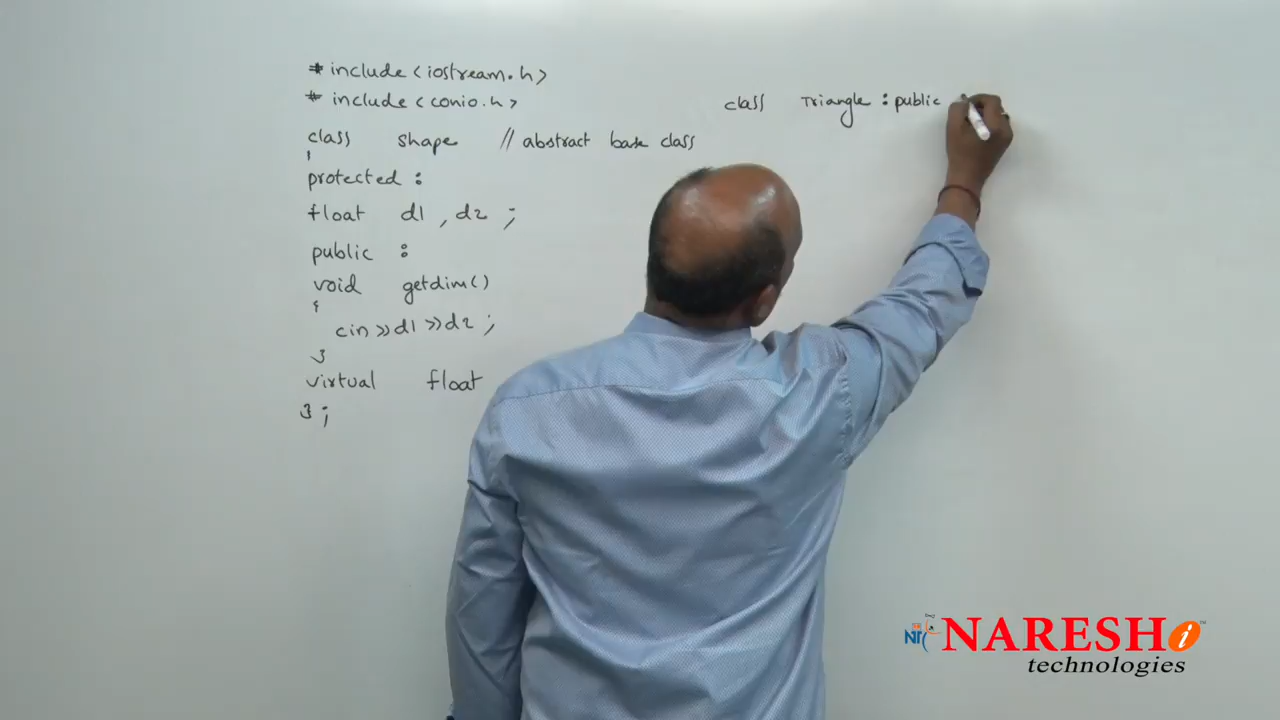 # include <iostream.h>
# include <conio.h>
class shape // abstract base class
{
protected :
float d1 , d2 ;
public :
void getdim()
{
cin >> d1 >> d2 ;
}
virtual float
} ;
class Triangle : public
NARESH i ™
technologies